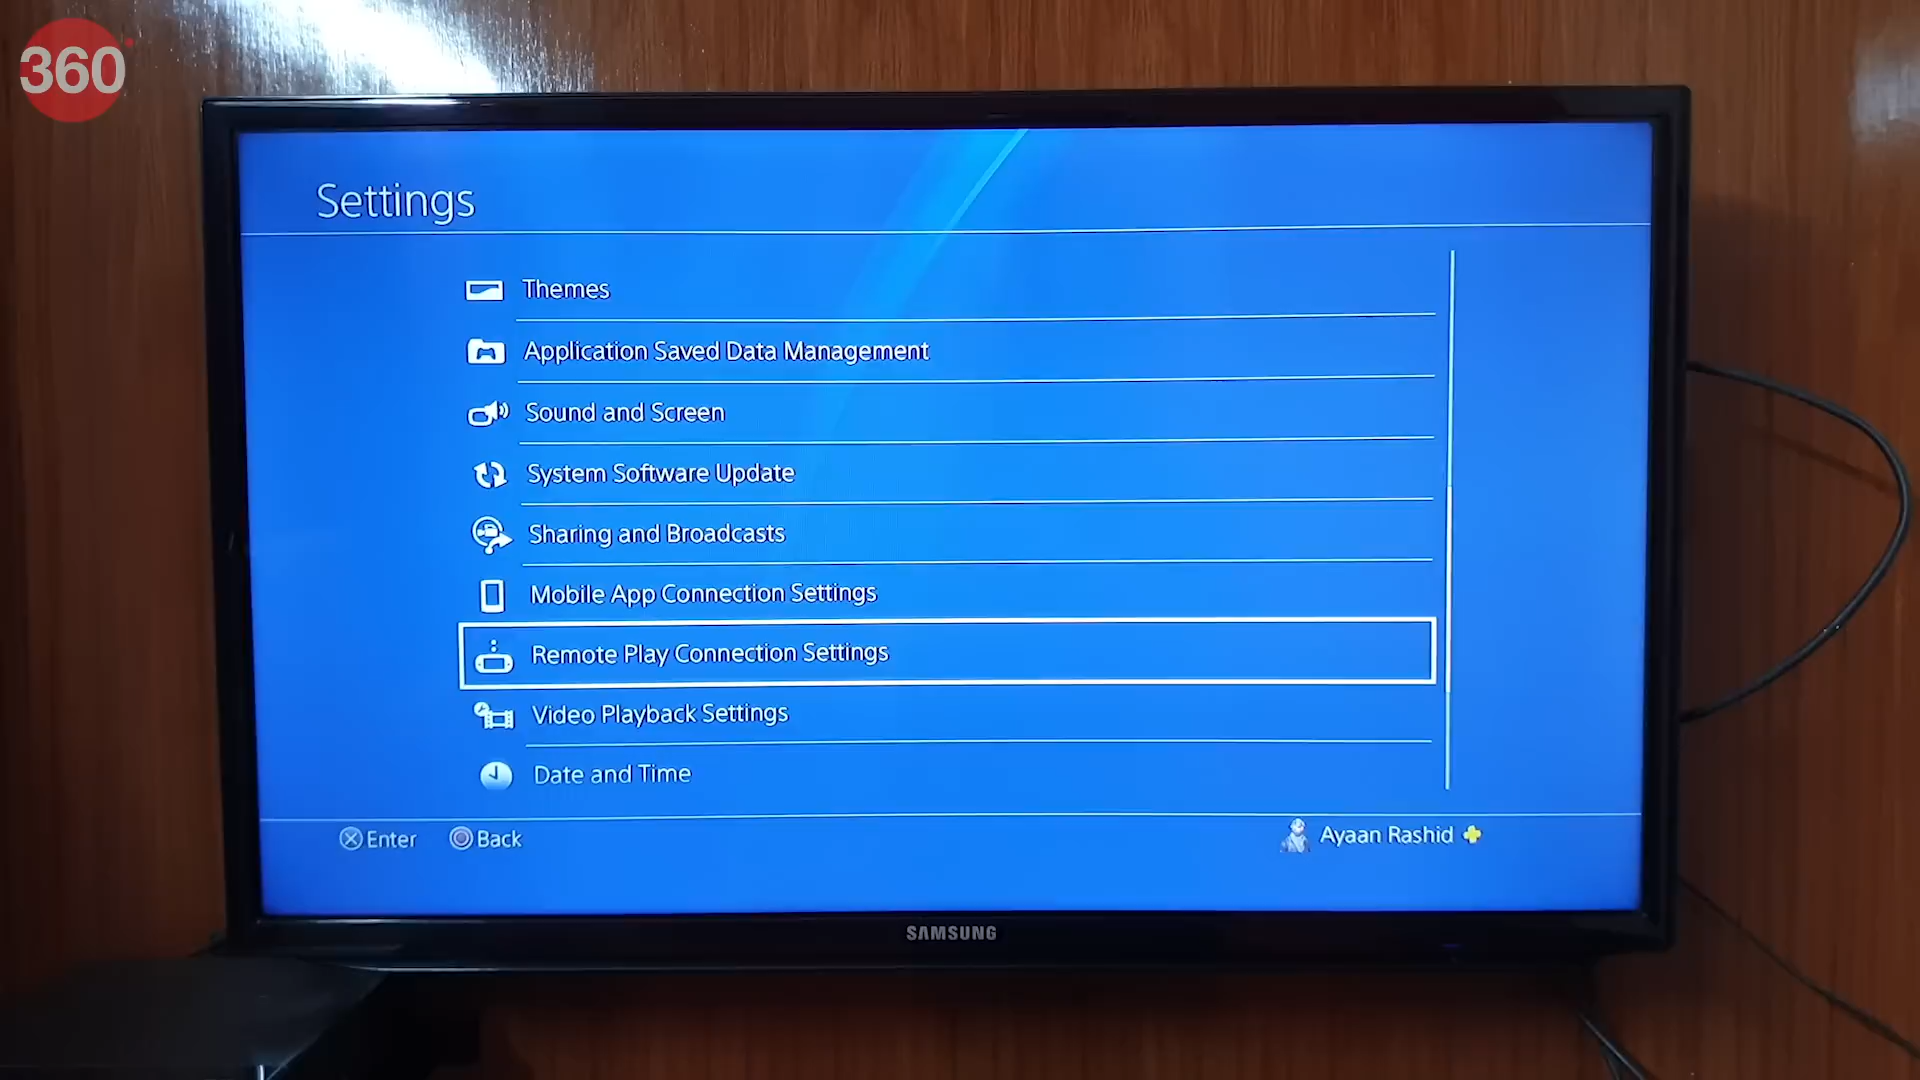 360
Settings
Themes
Application Saved Data Management
Sound and Screen
System Software Update
Sharing and Broadcasts
Mobile App Connection Settings
Remote Play Connection Settings
Video Playback Settings
Date and Time
Enter Back
Ayaan Rashid
SAMSUNG